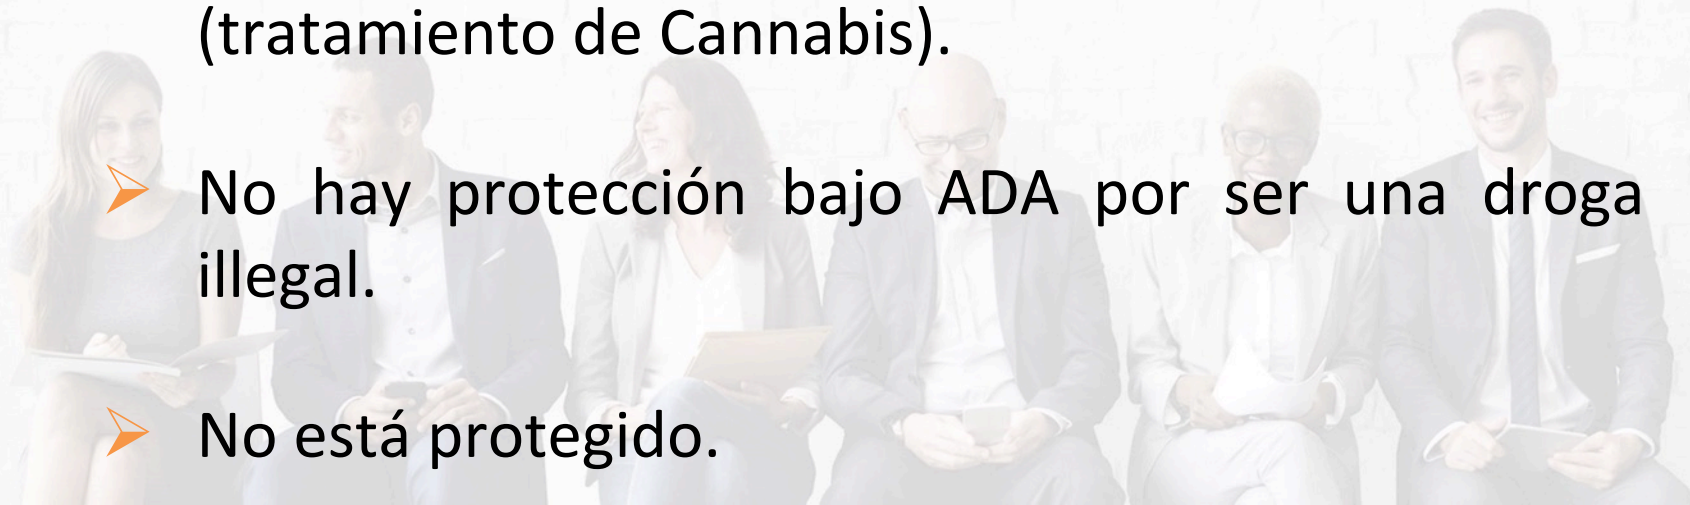 (tratamiento de Cannabis).
No hay protección bajo ADA por ser una droga
illegal.
No está protegido.